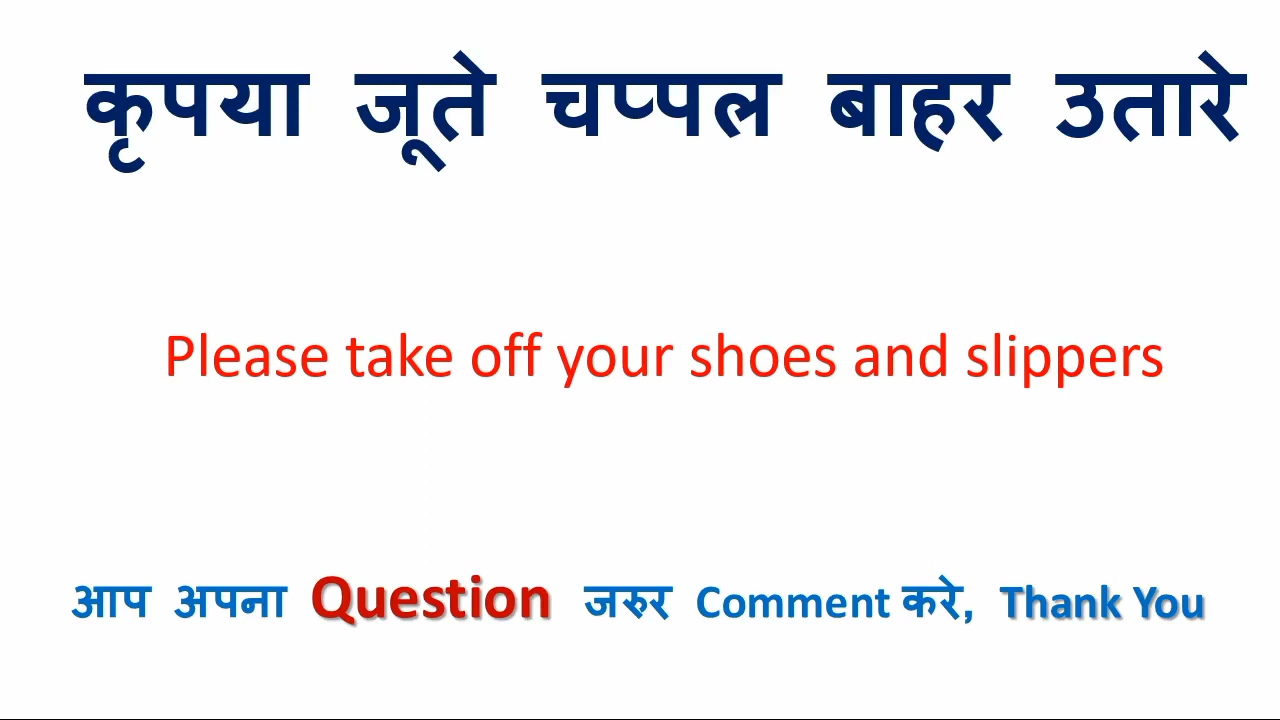 कृपया जूते चप्पल बाहर उतारे
Please take off your shoes and slippers
आप अपना Question जरुर Comment करे, Thank You